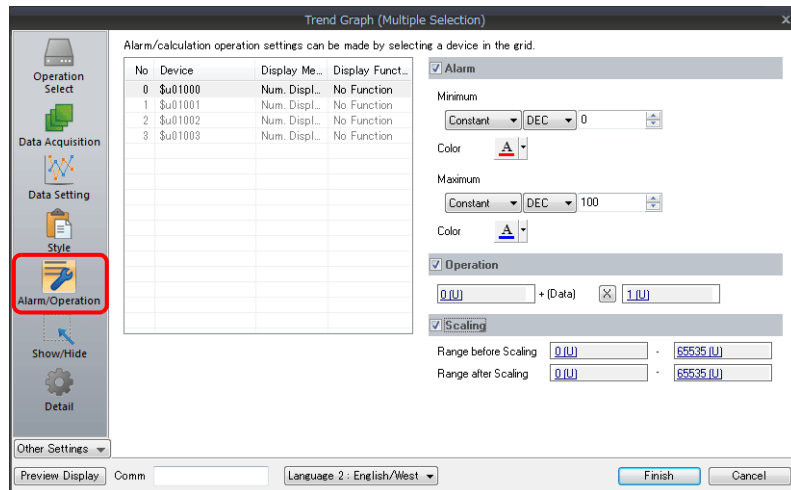 Trend Graph (Multiple Selection)
x
Operation
Select
Data Acquisition
Data Setting
Style
Alarm/Operation
Show/Hide
Detail
Other Settings
Alarm/calculation operation settings can be made by selecting a device in the grid.
No Device Display Me... Display Funct...
0 $u01000 Num. Displ... No Function
1 $u01001 Num. Displ... No Function
2 $u01002 Num. Displ... No Function
3 $u01003 Num. Displ... No Function
Alarm
Minimum
Constant DEC 0
Color A
Maximum
Constant DEC 100
Color A
Operation
0 (U) + (Data) X 1 (U)
Scaling
Range before Scaling 0 (U) - 65535 (U)
Range after Scaling 0 (U) - 65535 (U)
Preview Display Comm Language 2 : English/West Finish Cancel